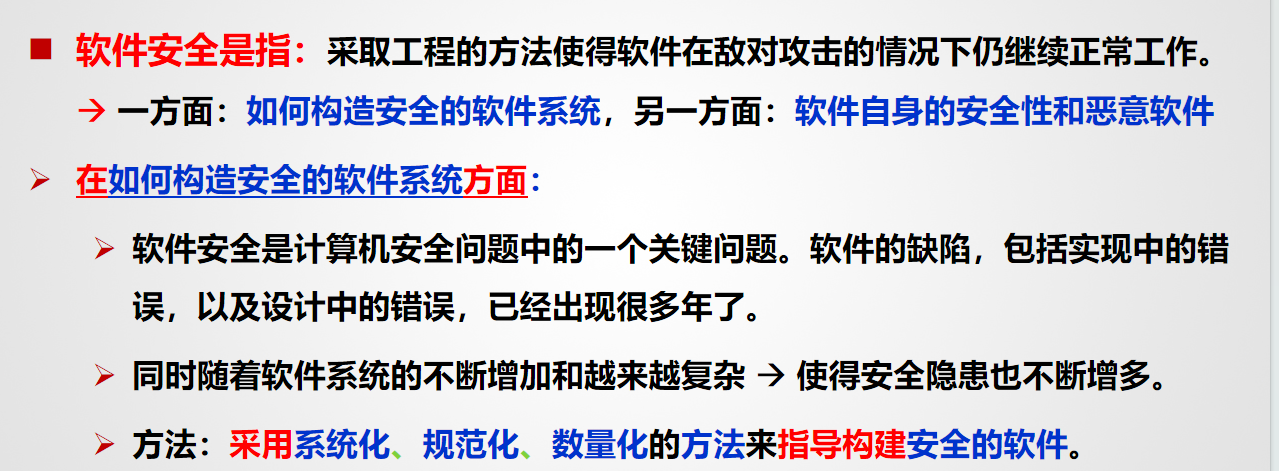 ■ 软件安全是指：采取工程的方法使得软件在敌对攻击的情况下仍继续正常工作。
→ 一方面：如何构造安全的软件系统，另一方面：软件自身的安全性和恶意软件
➢ 在如何构造安全的软件系统方面：
➢ 软件安全是计算机安全问题中的一个关键问题。软件的缺陷，包括实现中的错
误，以及设计中的错误，已经出现很多年了。
➢ 同时随着软件系统的不断增加和越来越复杂 → 使得安全隐患也不断增多。
➢ 方法：采用系统化、规范化、数量化的方法来指导构建安全的软件。